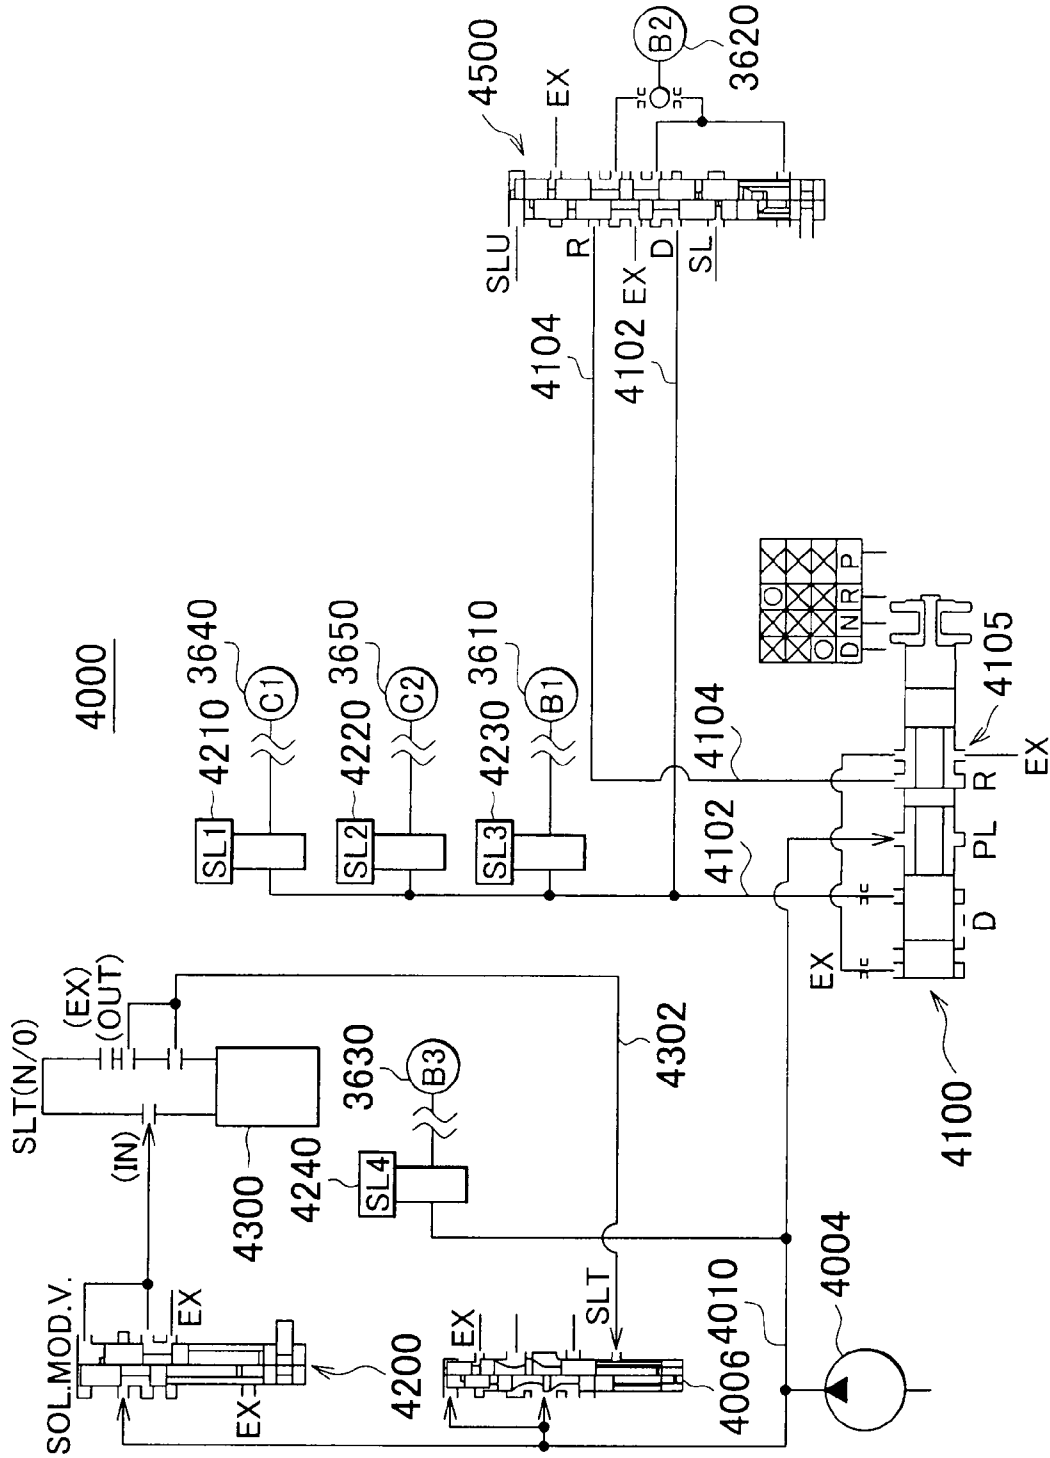 4000
SOL.MOD.V.
EX
EX
4200
SLT(N/O)
(IN)
(EX)
(OUT)
4300
SL1
4210
C1
3640
SL2
4220
C2
3650
SL3
4230
B1
3610
SL4
4240
B3
3630
EX
SLT
4006
4010
4004
4302
4102
4104
4102
4104
EX
D
PL
R
EX
4105
4100
D
N
R
P
SLU
R
EX
D
SL
4500
EX
B2
3620